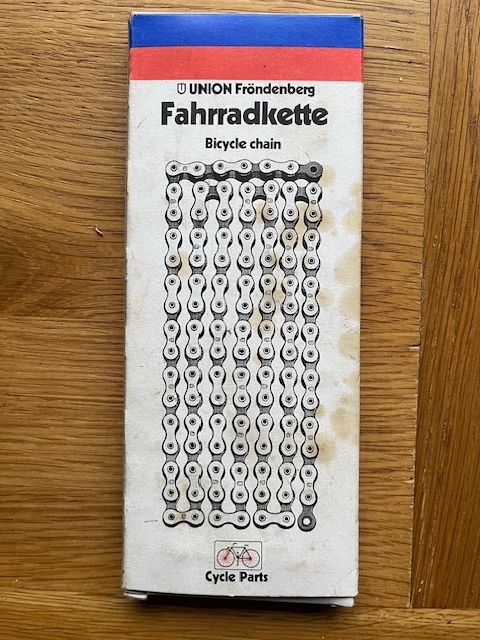 UNION Fröndenberg
Fahrradkette
Bicycle chain
Cycle Parts